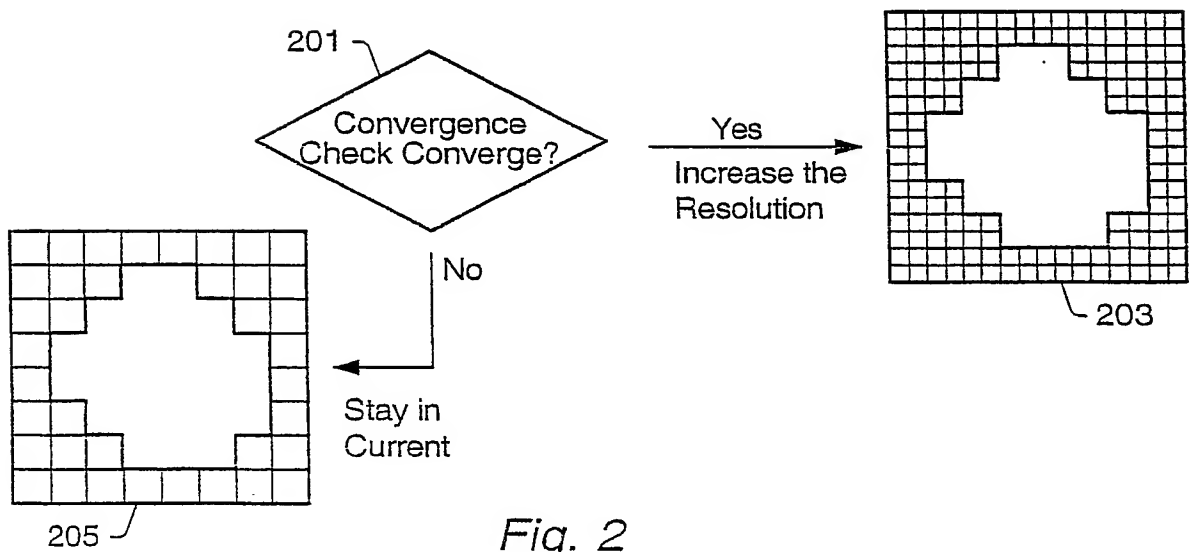 201
Convergence
Check Converge?
Yes
Increase the
Resolution
203
No
Stay in
Current
205
Fig. 2